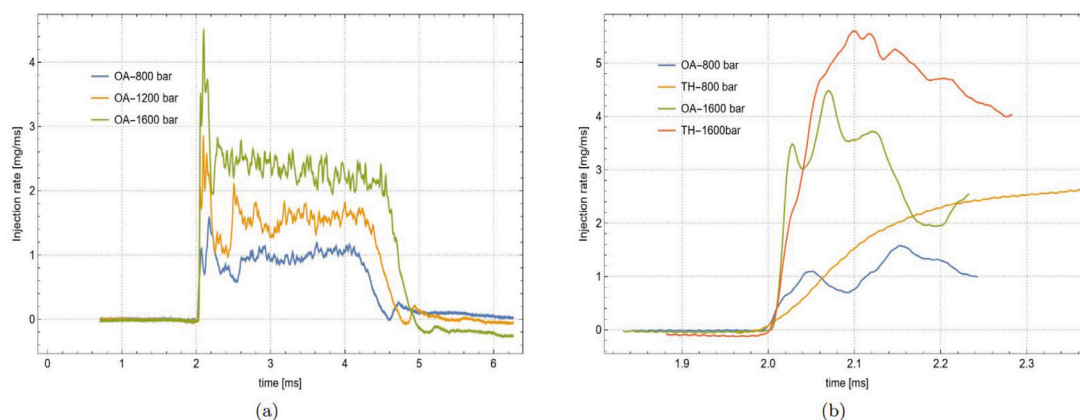 4
3
2
1
0
Injection rate [mg/ms]
OA-800 bar
OA-1200 bar
OA-1600 bar
0 1 2 3 4 5 6
time [ms]
(a)
5
4
3
2
1
0
Injection rate [mg/ms]
OA-800 bar
TH-800 bar
OA-1600 bar
TH-1600bar
1.9 2.0 2.1 2.2 2.3
time [ms]
(b)